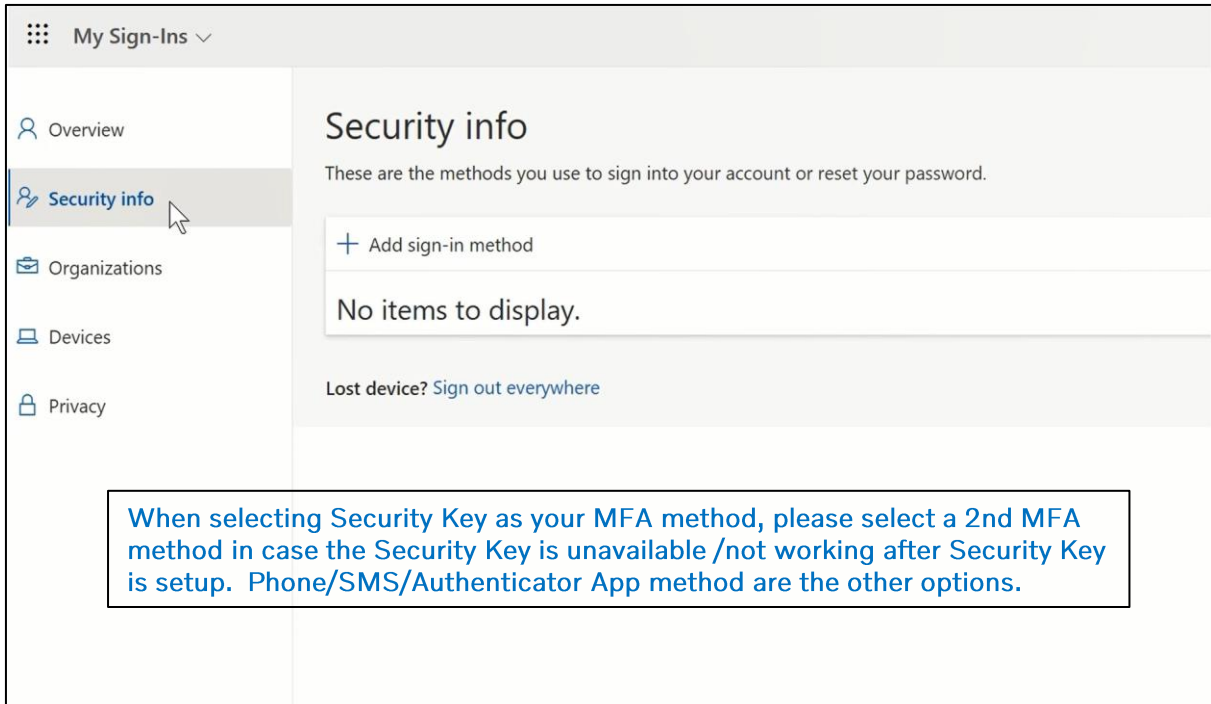 My Sign-Ins
Overview
Security info
Organizations
Devices
Privacy
Security info
These are the methods you use to sign into your account or reset your password.
Add sign-in method
No items to display.
Lost device? Sign out everywhere
When selecting Security Key as your MFA method, please select a 2nd MFA
method in case the Security Key is unavailable /not working after Security Key
is setup.  Phone/SMS/Authenticator App method are the other options.